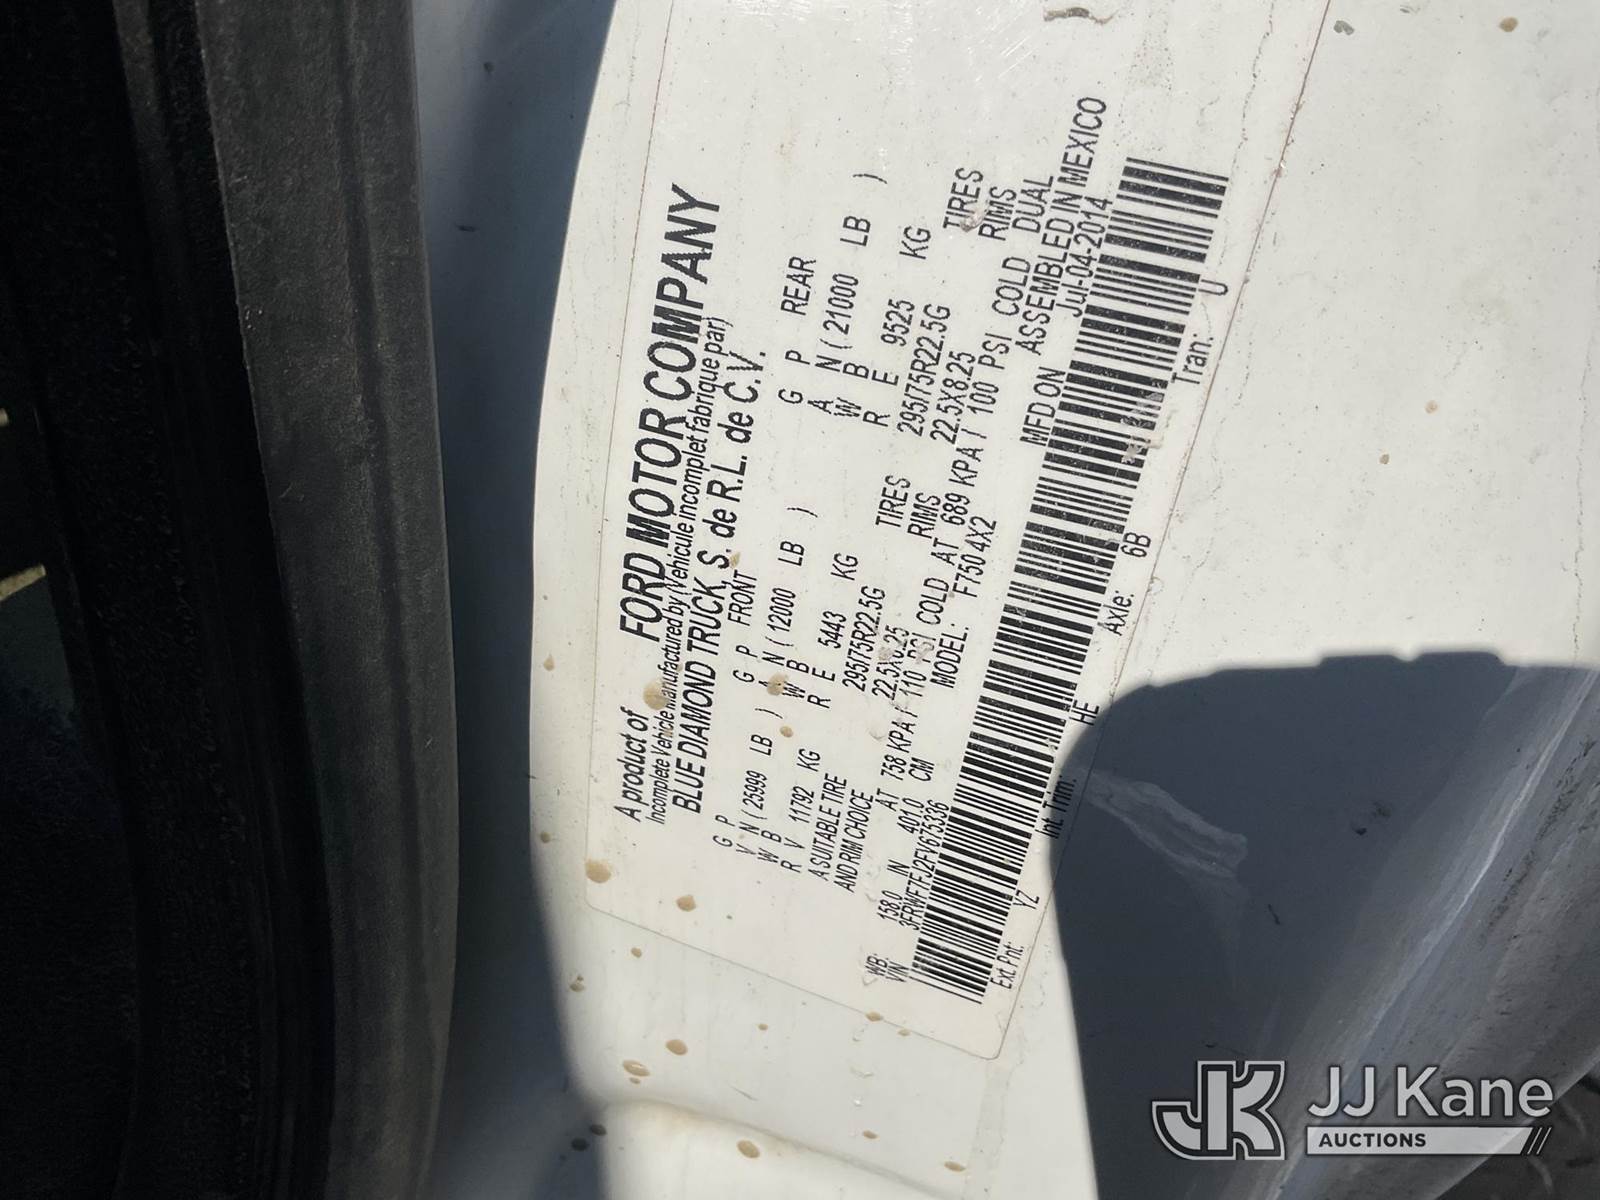 A product of FORD MOTOR COMPANY
Incomplete Vehicle Manufactured by (Vehicule incomplet fabrique par)
BLUE DIAMOND TRUCK, S. de R.L. de C.V.
G P G P FRONT G P REAR
V N ( 25999 LB ) A N ( 12000 LB ) A N ( 21000 LB )
W B W B W B
R V 11792 KG R E 5443 KG R E 9525 KG
A SUITABLE TIRE 295/75R22.5G TIRES 295/75R22.5G TIRES
AND RIM CHOICE 22.5X8.25 RIMS 22.5X8.25 RIMS
AT 758 KPA / 110 PSI COLD AT 689 KPA / 100 PSI COLD DUAL
WB: 158.0 IN 401.0 CM MODEL: F750 4X2 MFD ON ASSEMBLED IN MEXICO
VIN 3FRWF7FJ2FV675336 Jul-04-2014
Ext. Pnt: YZ Int. Trim: HE Axle: 6B Tran: U
JK
JJ Kane
AUCTIONS